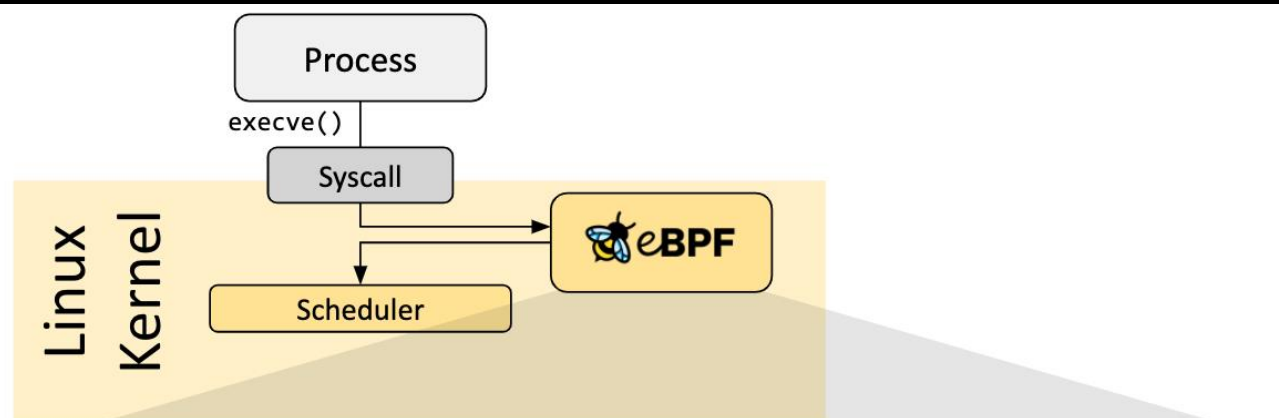 Process
execve()
Syscall
eBPF
Linux
Kernel
Scheduler